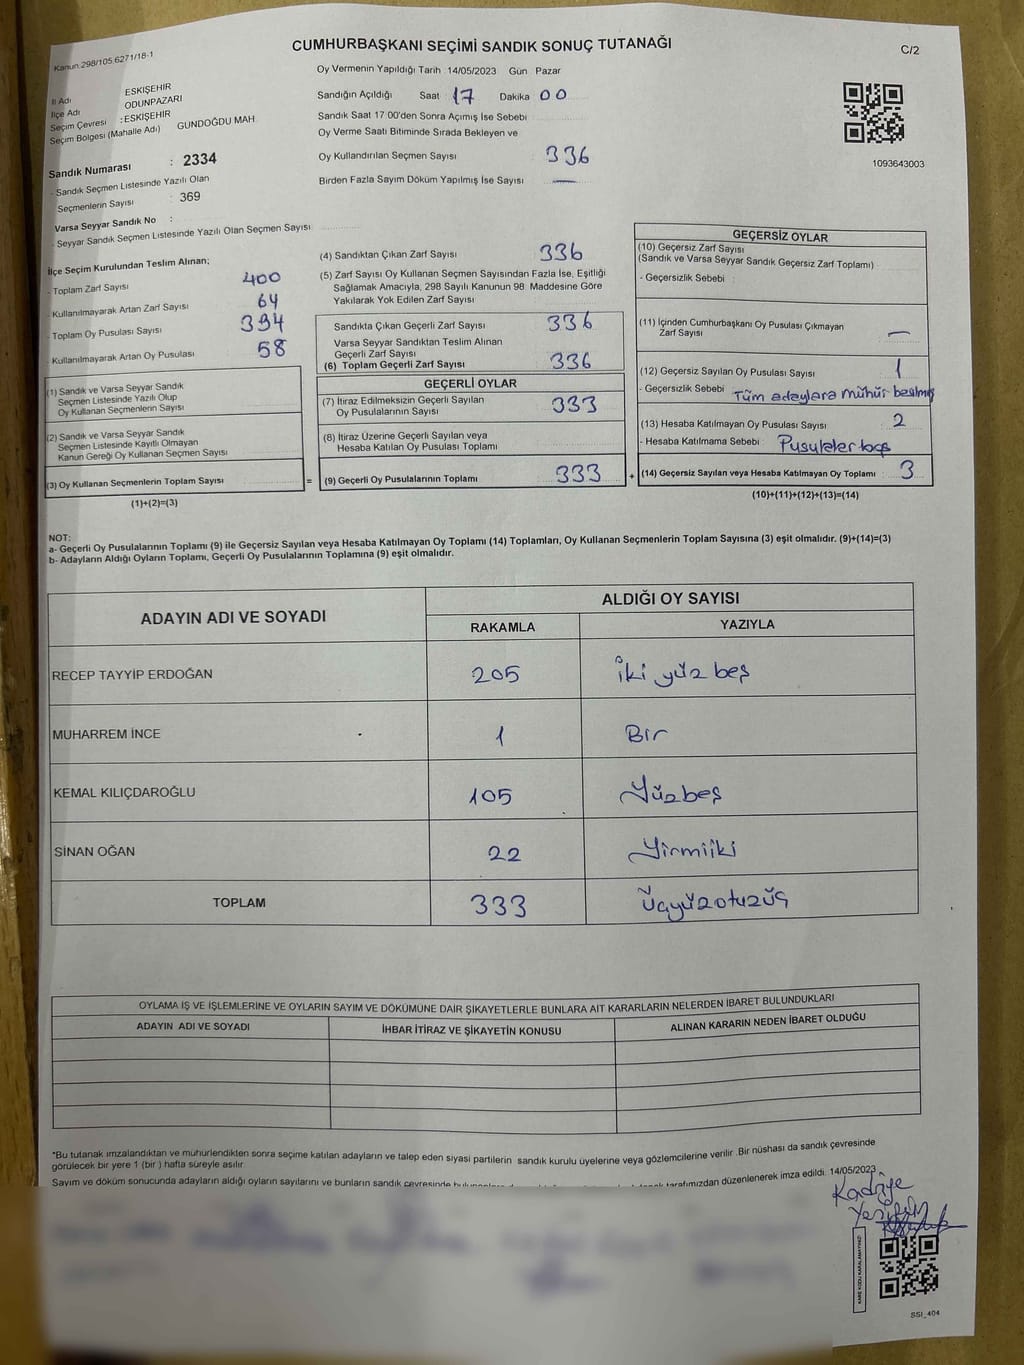 Kanun 298/105 6271/18-1
CUMHURBAŞKANI SEÇİMİ SANDIK SONUÇ TUTANAĞI
C/2
İl Adı
ESKİŞEHİR
İlçe Adı
ODUNPAZARI
Seçim Çevresi : ESKİŞEHİR
Seçim Bölgesi (Mahalle Adı) GÜNDOĞDU MAH.
Sandık Numarası : 2334
- Sandık Seçmen Listesinde Yazılı Olan
Seçmenlerin Sayısı : 369
Varsa Seyyar Sandık No :
- Seyyar Sandık Seçmen Listesinde Yazılı Olan Seçmen Sayısı
Oy Vermenin Yapıldığı Tarih : 14/05/2023 Gün Pazar
Sandığın Açıldığı Saat 17 Dakika 00
Sandık Saat 17:00'den Sonra Açımış İse Sebebi
Oy Verme Saati Bitiminde Sırada Bekleyen ve
Oy Kullandırılan Seçmen Sayısı 336
Birden Fazla Sayım Döküm Yapılmış İse Sayısı —
1093643003
İlçe Seçim Kurulundan Teslim Alınan;
- Toplam Zarf Sayısı 400
- Kullanılmayarak Artan Zarf Sayısı 64
- Toplam Oy Pusulası Sayısı 394
- Kullanılmayarak Artan Oy Pusulası 58
(1) Sandık ve Varsa Seyyar Sandık
Seçmen Listesinde Yazılı Olup
Oy Kullanan Seçmenlerin Sayısı
(2) Sandık ve Varsa Seyyar Sandık
Seçmen Listesinde Kayıtlı Olmayan
Kanun Gereği Oy Kullanan Seçmen Sayısı
(3) Oy Kullanan Seçmenlerin Toplam Sayısı =
(1)+(2)=(3)
(4) Sandıktan Çıkan Zarf Sayısı 336
(5) Zarf Sayısı Oy Kullanan Seçmen Sayısından Fazla İse, Eşitliği
Sağlamak Amacıyla, 298 Sayılı Kanunun 98. Maddesine Göre
Yakılarak Yok Edilen Zarf Sayısı
Sandıkta Çıkan Geçerli Zarf Sayısı 336
Varsa Seyyar Sandıktan Teslim Alınan
Geçerli Zarf Sayısı
(6) Toplam Geçerli Zarf Sayısı 336
GEÇERLİ OYLAR
(7) İtiraz Edilmeksizin Geçerli Sayılan
Oy Pusulalarının Sayısı 333
(8) İtiraz Üzerine Geçerli Sayılan veya
Hesaba Katılan Oy Pusulası Toplamı
(9) Geçerli Oy Pusulalarının Toplamı 333 +
GEÇERSİZ OYLAR
(10) Geçersiz Zarf Sayısı
(Sandık ve Varsa Seyyar Sandık Geçersiz Zarf Toplamı)
- Geçersizlik Sebebi :
(11) İçinden Cumhurbaşkanı Oy Pusulası Çıkmayan
Zarf Sayısı —
(12) Geçersiz Sayılan Oy Pusulası Sayısı 1
- Geçersizlik Sebebi : Tüm adaylara mühür basılmış
(13) Hesaba Katılmayan Oy Pusulası Sayısı 2
- Hesaba Katılmama Sebebi : Pusulalar boş
(14) Geçersiz Sayılan veya Hesaba Katılmayan Oy Toplamı : 3
(10)+(11)+(12)+(13)=(14)
NOT:
a- Geçerli Oy Pusulalarının Toplamı (9) ile Geçersiz Sayılan veya Hesaba Katılmayan Oy Toplamı (14) Toplamları, Oy Kullanan Seçmenlerin Toplam Sayısına (3) eşit olmalıdır. (9)+(14)=(3)
b- Adayların Aldığı Oyların Toplamı, Geçerli Oy Pusulalarının Toplamına (9) eşit olmalıdır.
ADAYIN ADI VE SOYADI
ALDIĞI OY SAYISI
RAKAMLA YAZIYLA
RECEP TAYYİP ERDOĞAN 205 İki yüz beş
MUHARREM İNCE 1 Bir
KEMAL KILIÇDAROĞLU 105 Yüzbeş
SİNAN OĞAN 22 Yirmiiki
TOPLAM 333 Üçyüzotuzüç
OYLAMA İŞ VE İŞLEMLERİNE VE OYLARIN SAYIM VE DÖKÜMÜNE DAİR ŞİKAYETLERLE BUNLARA AİT KARARLARIN NELERDEN İBARET BULUNDUKLARI
ADAYIN ADI VE SOYADI İHBAR İTİRAZ VE ŞİKAYETİN KONUSU ALINAN KARARIN NEDEN İBARET OLDUĞU
*Bu tutanak imzalandıktan ve mühürlendikten sonra seçime katılan adayların ve talep eden siyasi partilerin sandık kurulu üyelerine veya gözlemcilerine verilir. Bir nüshası da sandık çevresinde
görülecek bir yere 1 (bir) hafta süreyle asılır.
Sayım ve döküm sonucunda adayların aldığı oyların sayılarını ve bunların sandık çevresinde tarafımızdan düzenlenerek imza edildi. 14/05/2023
Kadriye
KARE KODU KARALAMAYINIZ!
SSI_404